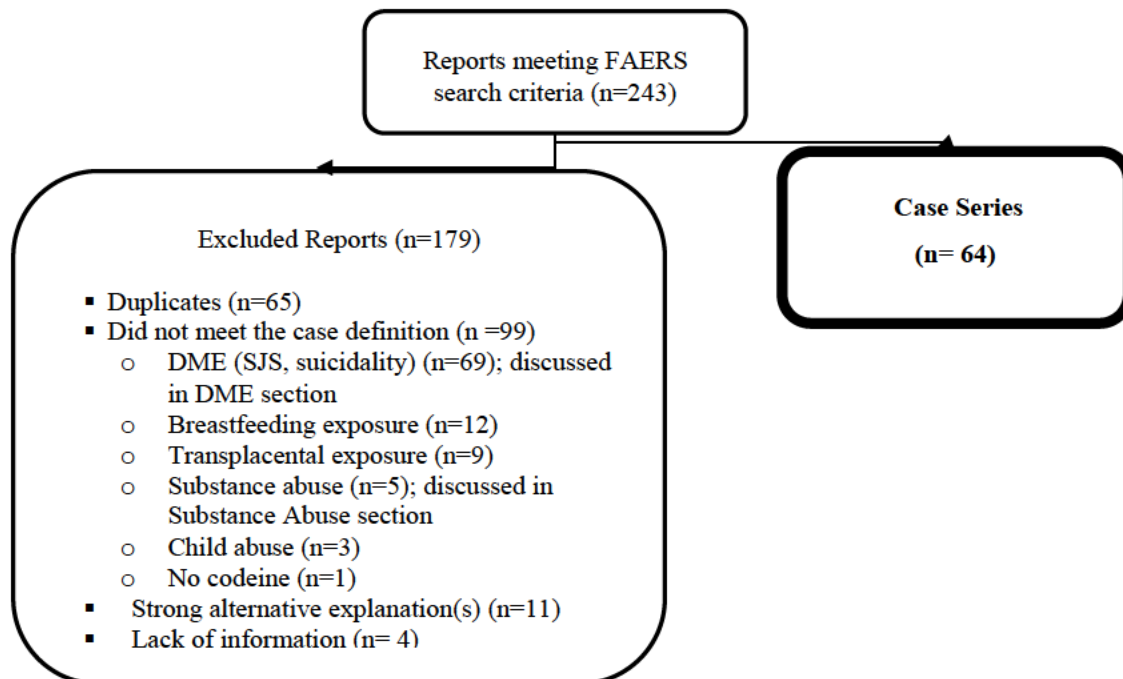 Reports meeting FAERS
search criteria (n=243)
Case Series
(n= 64)
Excluded Reports (n=179)
▪ Duplicates (n=65)
▪ Did not meet the case definition (n =99)
o DME (SJS, suicidality) (n=69); discussed
in DME section
o Breastfeeding exposure (n=12)
o Transplacental exposure (n=9)
o Substance abuse (n=5); discussed in
Substance Abuse section
o Child abuse (n=3)
o No codeine (n=1)
▪ Strong alternative explanation(s) (n=11)
▪ Lack of information (n= 4)